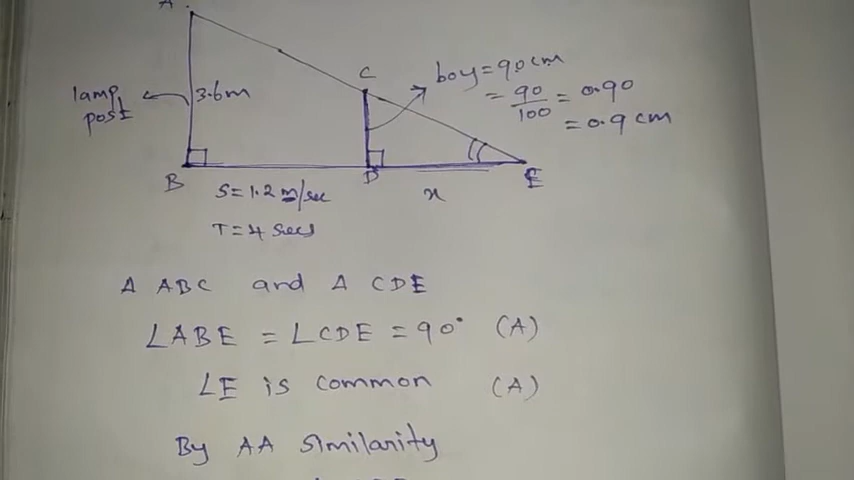 A
C
boy = 90 cm
= 90/100 = 0.90
= 0.9 cm
lamp post
3.6m
B
D
E
S = 1.2 m/sec
x
T = 4 secs
Δ ABC and Δ CDE
∠ABE = ∠CDE = 90° (A)
∠E is common (A)
By AA Similarity